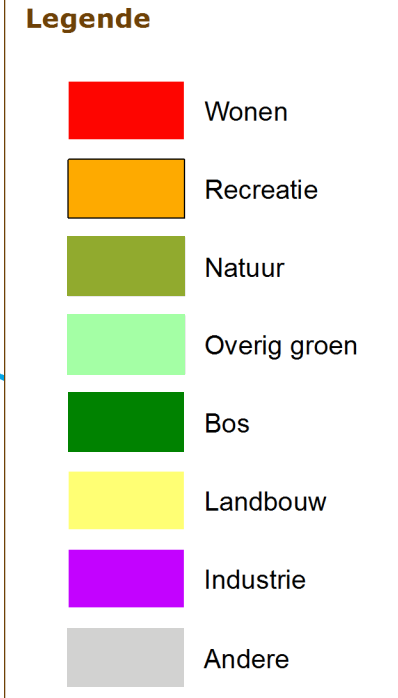 Legende
Wonen
Recreatie
Natuur
Overig groen
Bos
Landbouw
Industrie
Andere